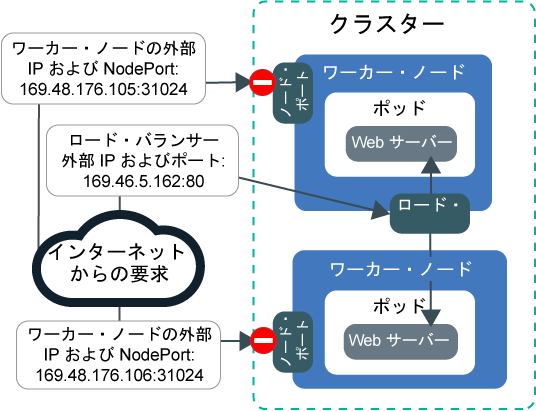 クラスター
ワーカー・ノードの外部
IP および NodePort:
169.48.176.105:31024
ノード・
ポート
ワーカー・ノード
ポッド
Web サーバー
ロード・バランサー
外部 IP およびポート:
169.46.5.162:80
ロード・
インターネット
からの要求
ワーカー・ノード
ポッド
Web サーバー
ノード・
ポート
ワーカー・ノードの外部
IP および NodePort:
169.48.176.106:31024